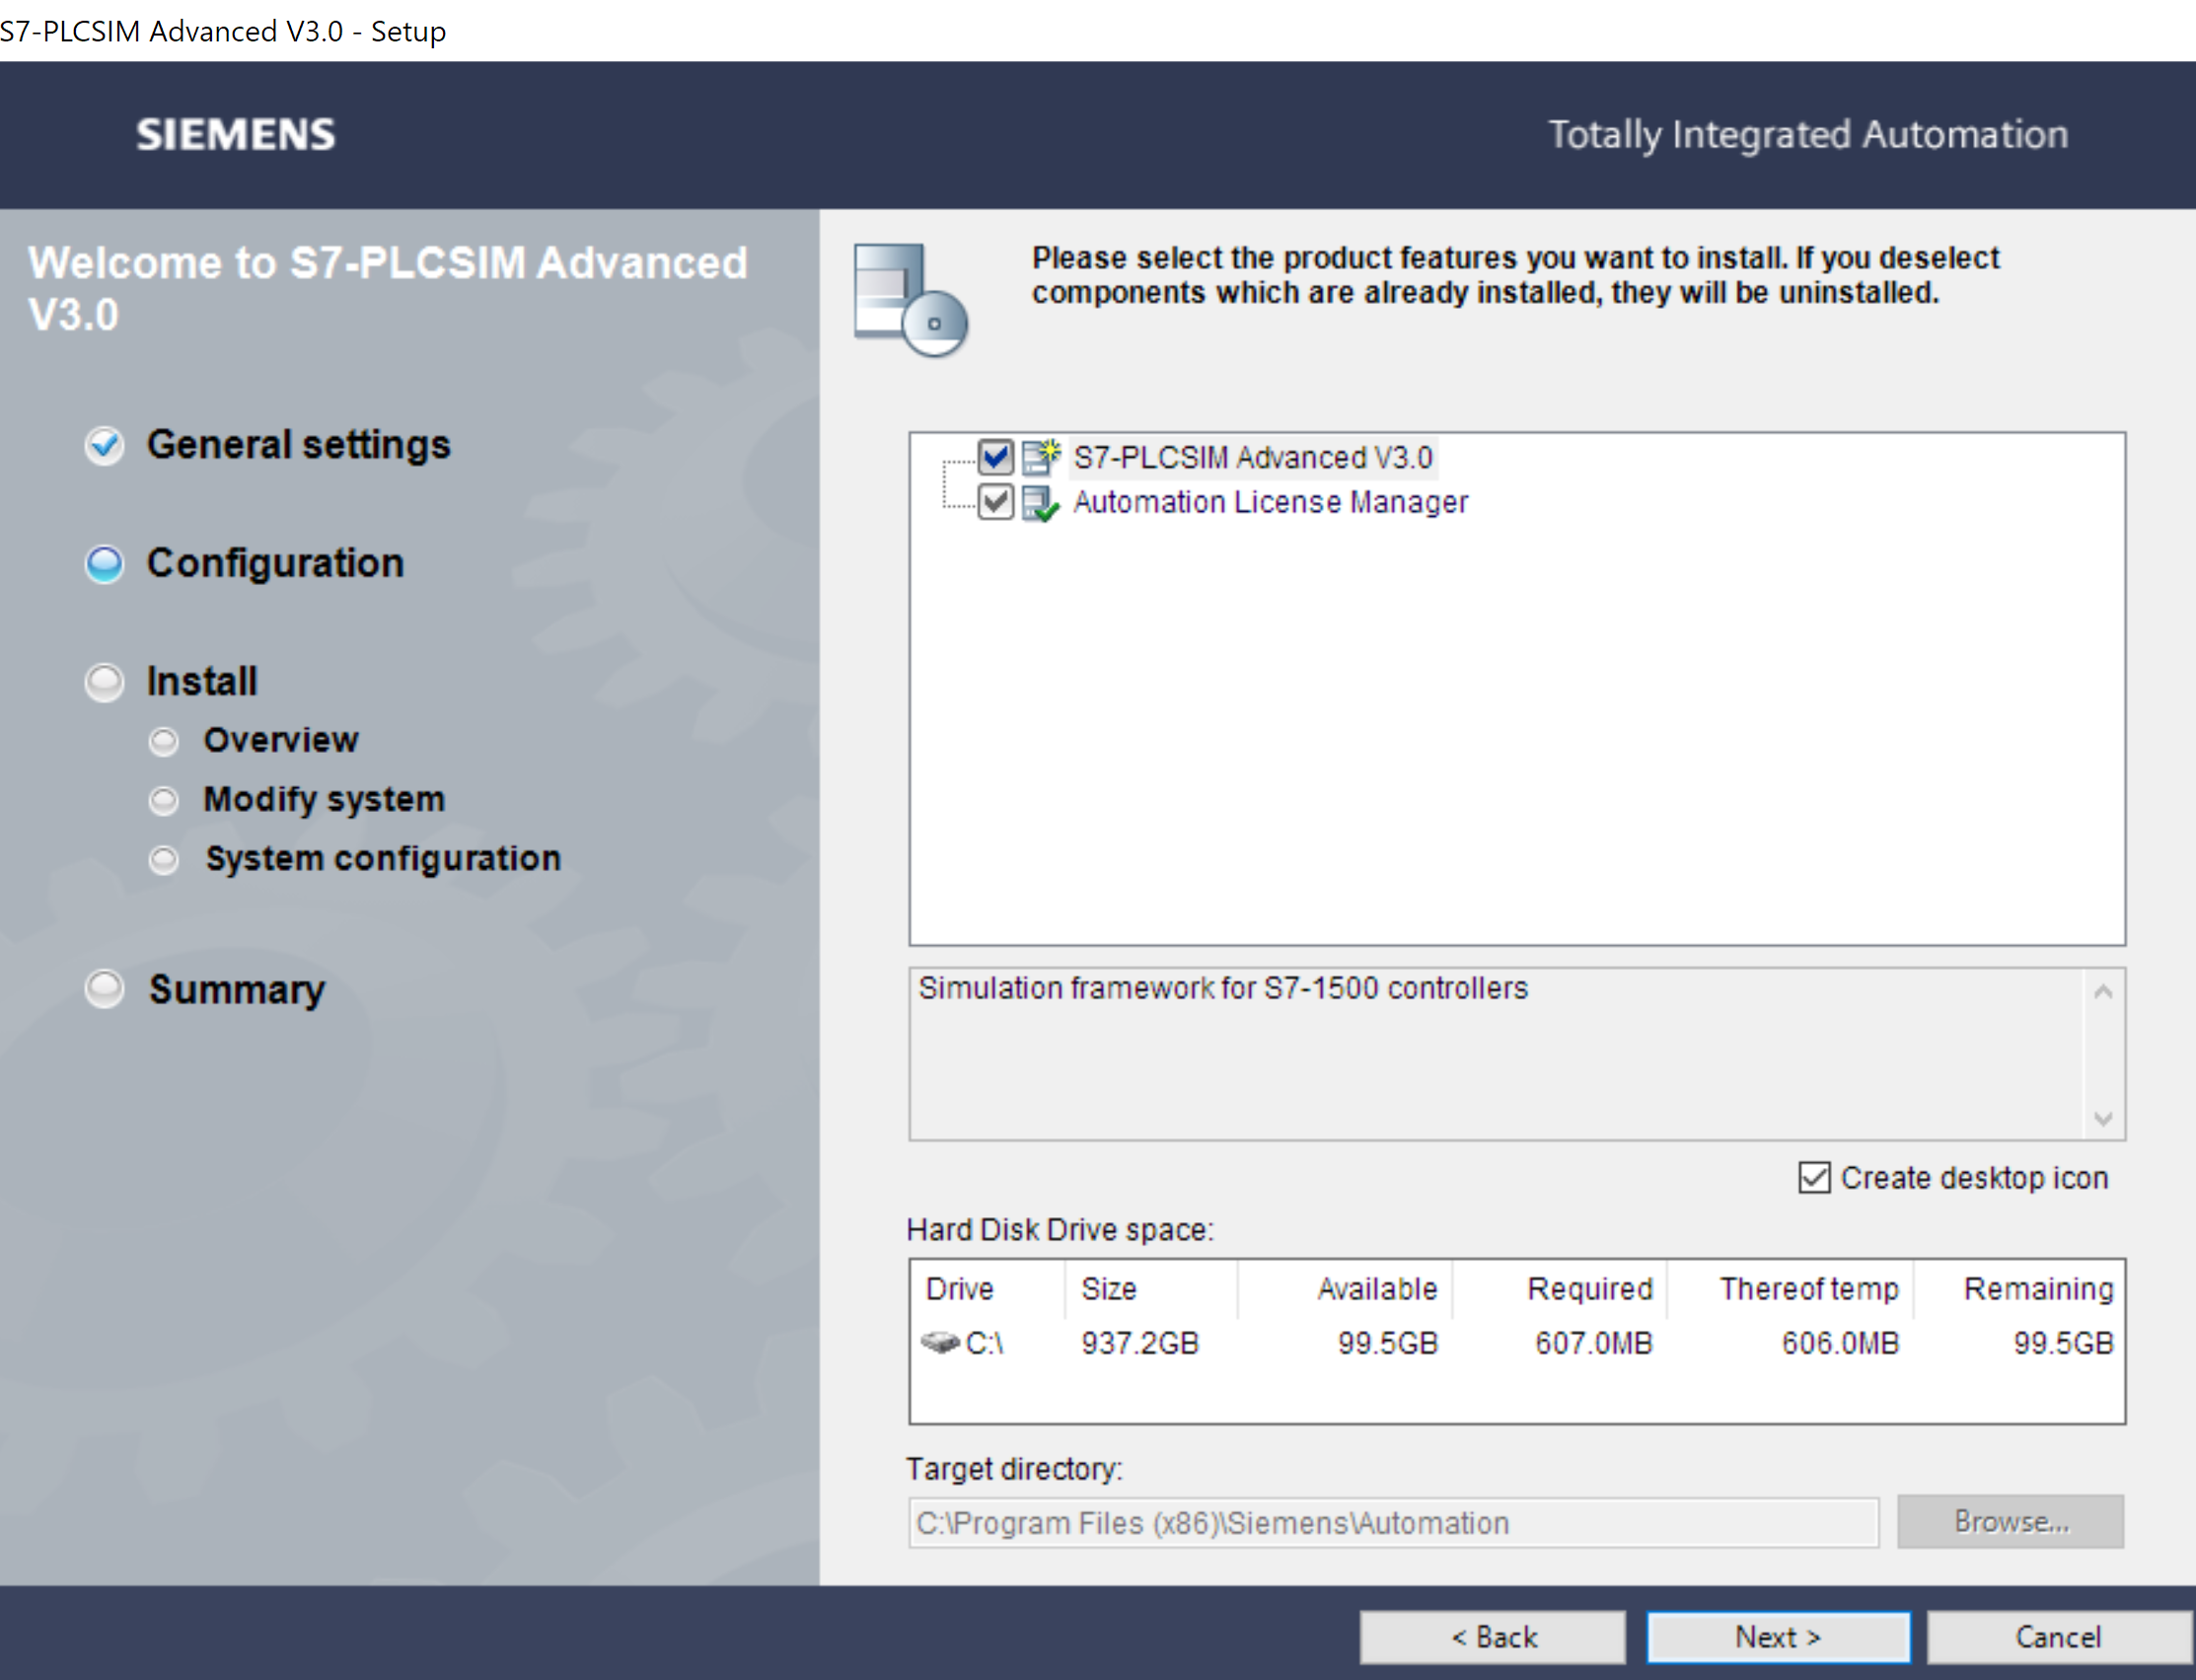 S7-PLCSIM Advanced V3.0 - Setup
SIEMENS
Totally Integrated Automation
Welcome to S7-PLCSIM Advanced
V3.0
General settings
Configuration
Install
Overview
Modify system
System configuration
Summary
Please select the product features you want to install. If you deselect
components which are already installed, they will be uninstalled.
S7-PLCSIM Advanced V3.0
Automation License Manager
Simulation framework for S7-1500 controllers
Create desktop icon
Hard Disk Drive space:
Drive Size Available Required Thereof temp Remaining
C:\ 937.2GB 99.5GB 607.0MB 606.0MB 99.5GB
Target directory:
C:\Program Files (x86)\Siemens\Automation
Browse...
< Back Next > Cancel